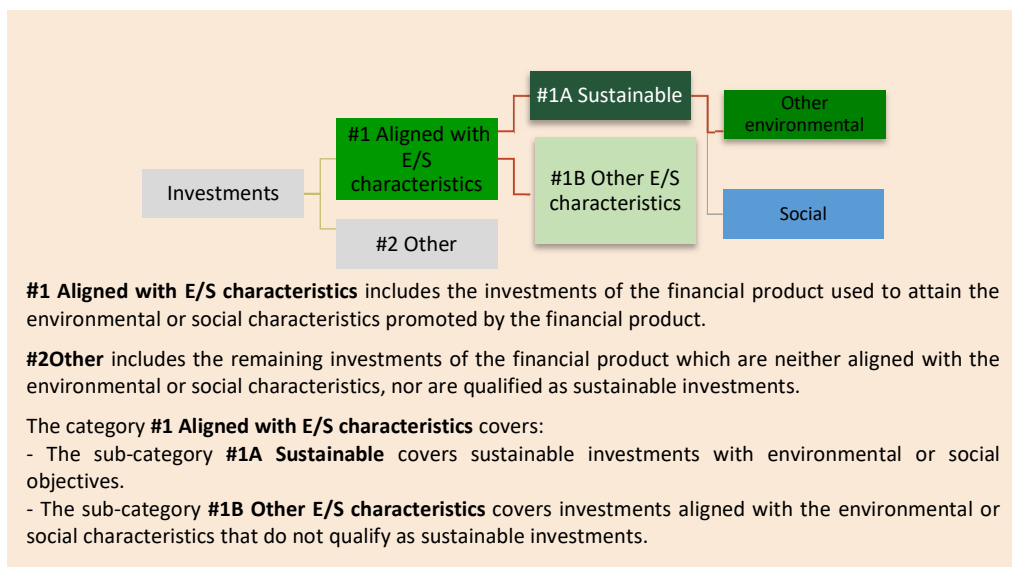 #1A Sustainable
Other
environmental
#1 Aligned with
E/S
characteristics
#1B Other E/S
characteristics
Investments
Social
#2 Other
#1 Aligned with E/S characteristics includes the investments of the financial product used to attain the
environmental or social characteristics promoted by the financial product.
#2Other includes the remaining investments of the financial product which are neither aligned with the
environmental or social characteristics, nor are qualified as sustainable investments.
The category #1 Aligned with E/S characteristics covers:
- The sub-category #1A Sustainable covers sustainable investments with environmental or social
objectives.
- The sub-category #1B Other E/S characteristics covers investments aligned with the environmental or
social characteristics that do not qualify as sustainable investments.